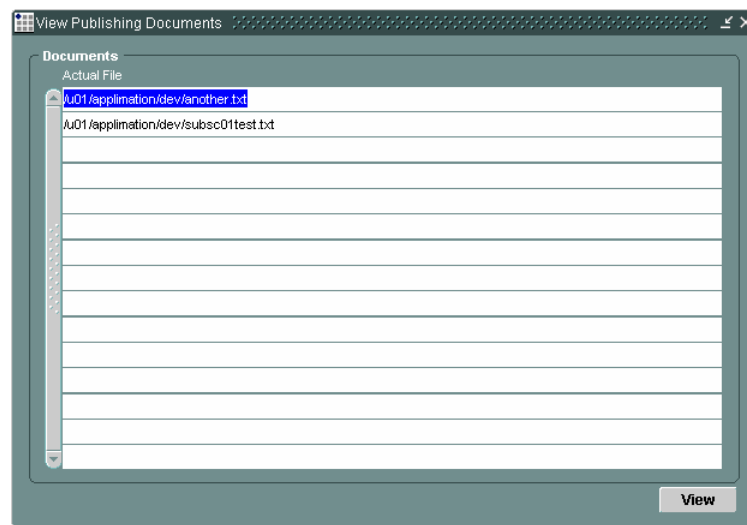 View Publishing Documents
Documents
Actual File
/u01/applimation/dev/another.txt
/u01/applimation/dev/subsc01test.txt
View